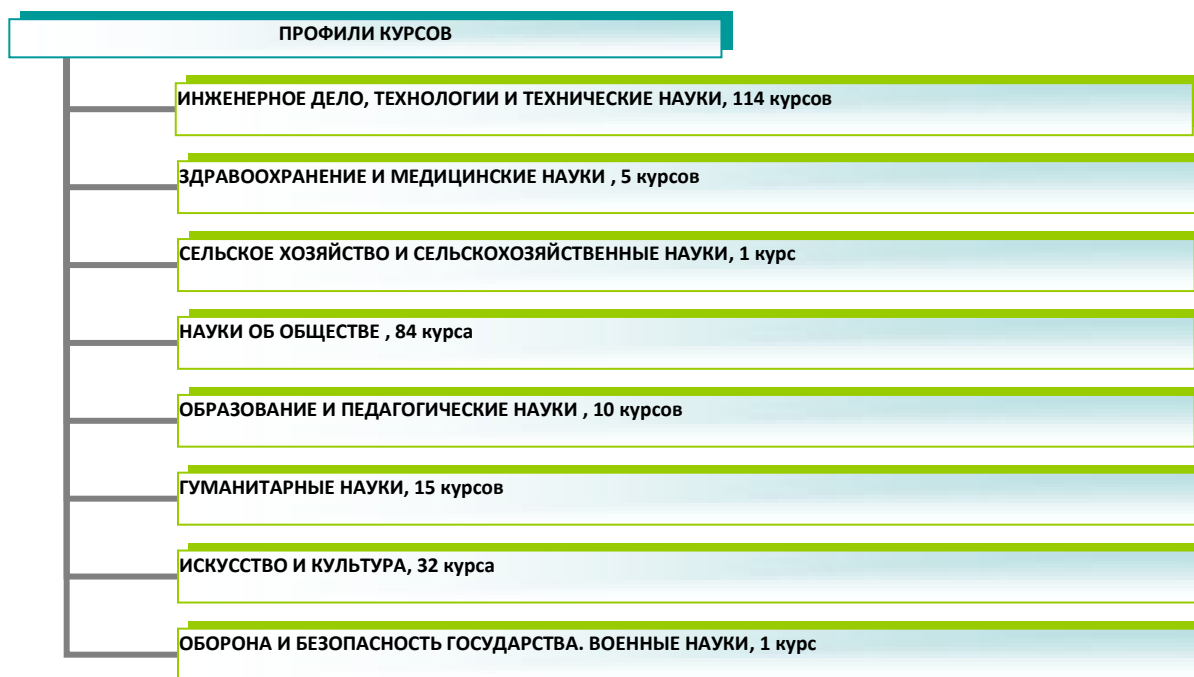 ПРОФИЛИ КУРСОВ
ИНЖЕНЕРНОЕ ДЕЛО, ТЕХНОЛОГИИ И ТЕХНИЧЕСКИЕ НАУКИ, 114 курсов
ЗДРАВООХРАНЕНИЕ И МЕДИЦИНСКИЕ НАУКИ , 5 курсов
СЕЛЬСКОЕ ХОЗЯЙСТВО И СЕЛЬСКОХОЗЯЙСТВЕННЫЕ НАУКИ, 1 курс
НАУКИ ОБ ОБЩЕСТВЕ , 84 курса
ОБРАЗОВАНИЕ И ПЕДАГОГИЧЕСКИЕ НАУКИ , 10 курсов
ГУМАНИТАРНЫЕ НАУКИ, 15 курсов
ИСКУССТВО И КУЛЬТУРА, 32 курса
ОБОРОНА И БЕЗОПАСНОСТЬ ГОСУДАРСТВА. ВОЕННЫЕ НАУКИ, 1 курс